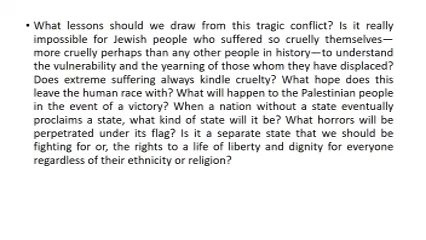 • What lessons should we draw from this tragic conflict? Is it really
impossible for Jewish people who suffered so cruelly themselves—
more cruelly perhaps than any other people in history—to understand
the vulnerability and the yearning of those whom they have displaced?
Does extreme suffering always kindle cruelty? What hope does this
leave the human race with? What will happen to the Palestinian people
in the event of a victory? When a nation without a state eventually
proclaims a state, what kind of state will it be? What horrors will be
perpetrated under its flag? Is it a separate state that we should be
fighting for or, the rights to a life of liberty and dignity for everyone
regardless of their ethnicity or religion?